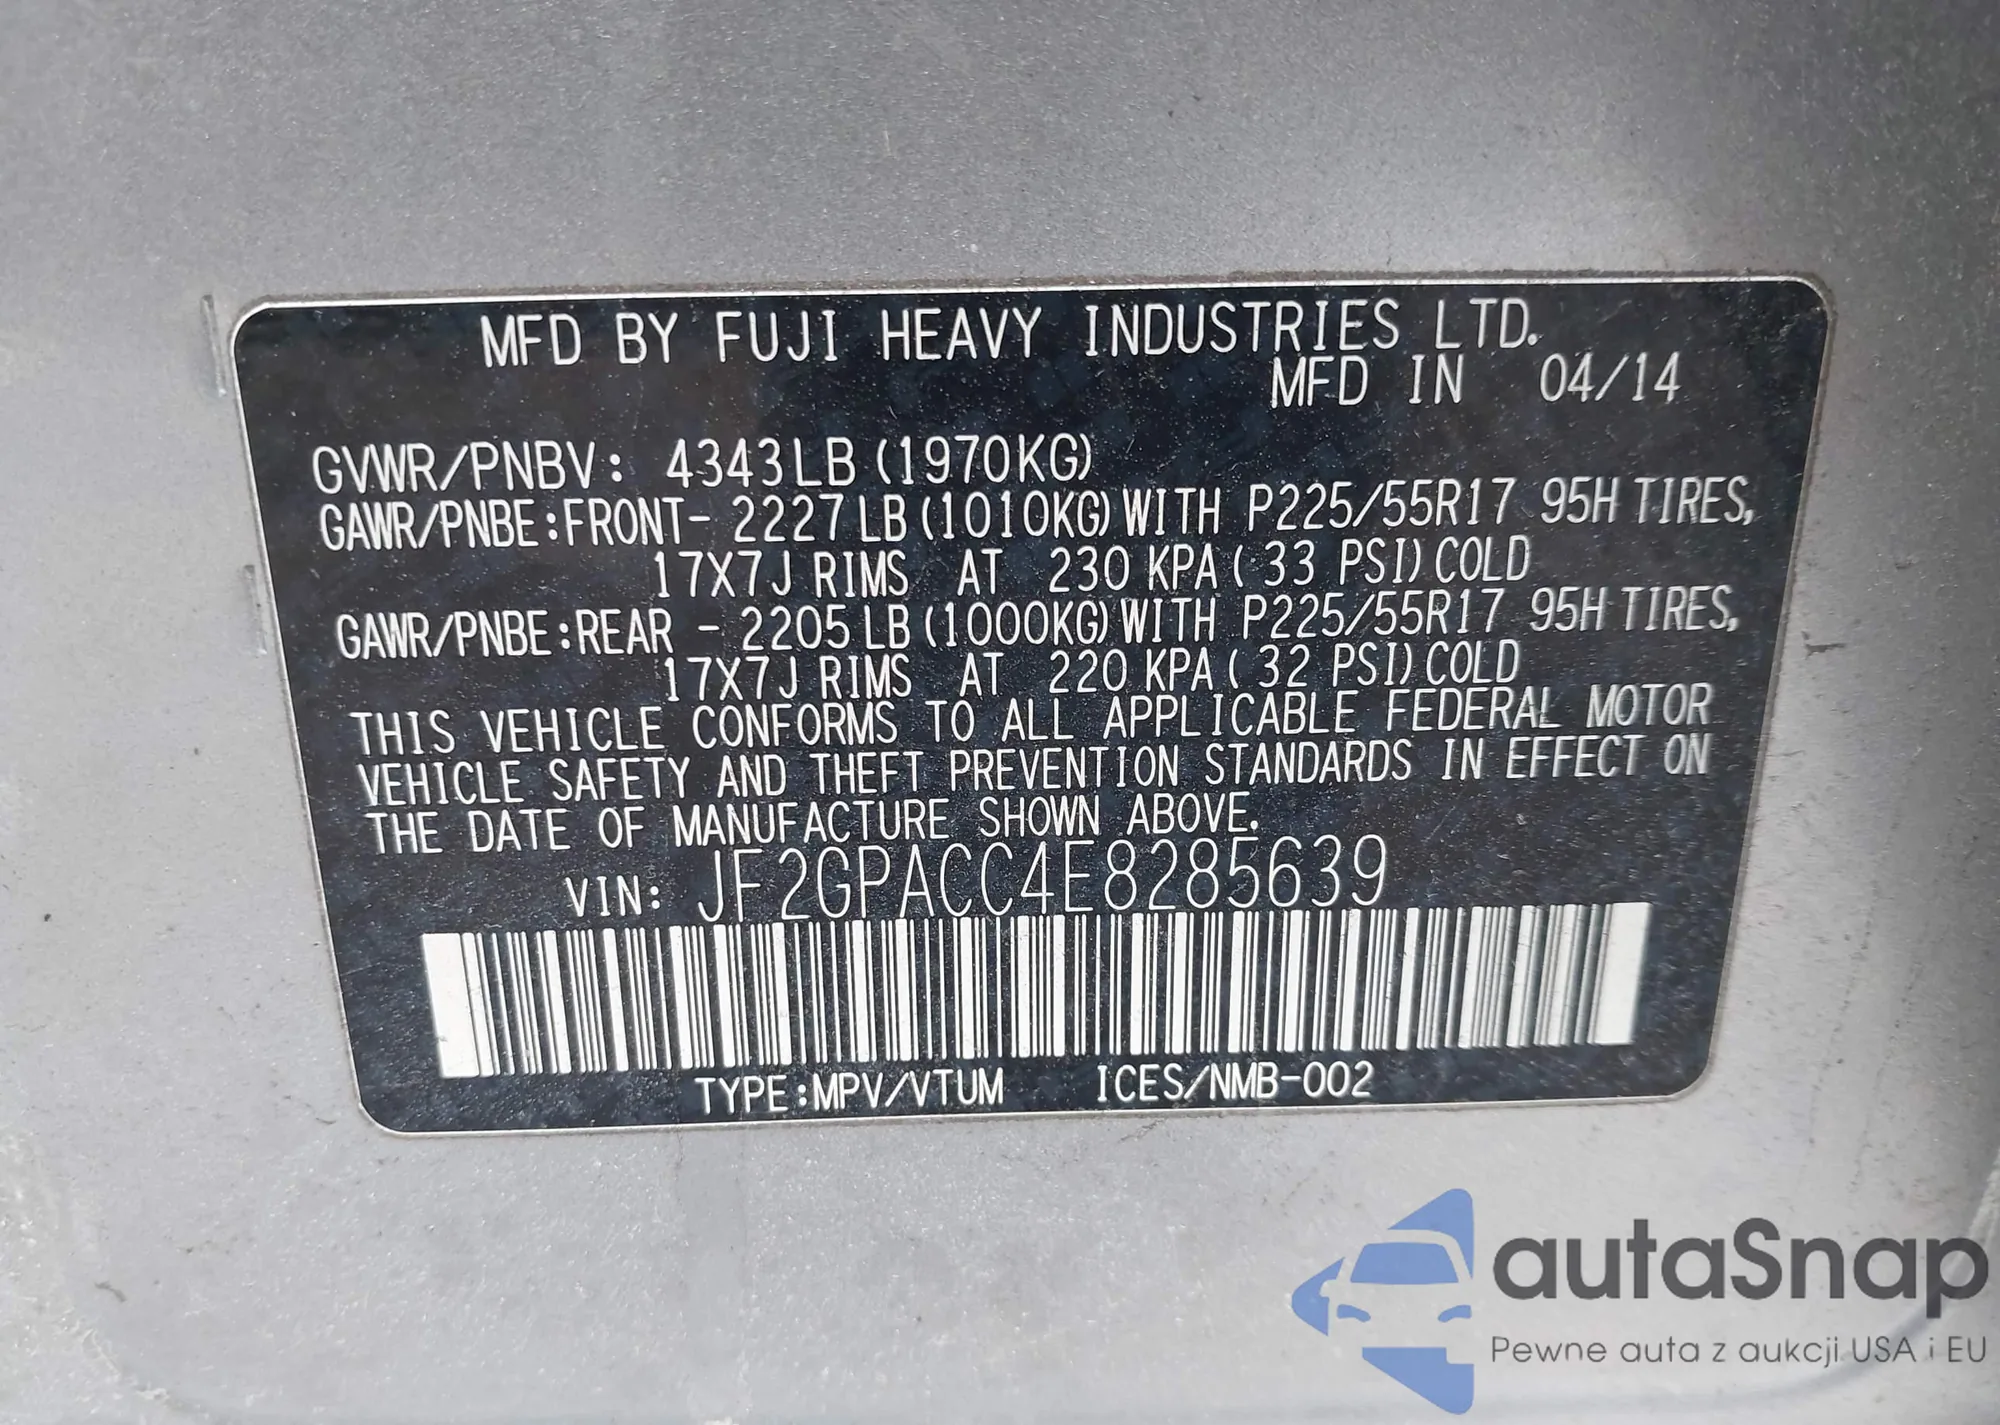 MFD BY FUJI HEAVY INDUSTRIES LTD.
MFD IN 04/14
GVWR/PNBV: 4343LB(1970KG)
GAWR/PNBE:FRONT- 2227LB(1010KG)WITH P225/55R17 95H TIRES,
17X7J RIMS AT 230 KPA( 33 PSI)COLD
GAWR/PNBE:REAR - 2205LB(1000KG)WITH P225/55R17 95H TIRES,
17X7J RIMS AT 220 KPA( 32 PSI)COLD
THIS VEHICLE CONFORMS TO ALL APPLICABLE FEDERAL MOTOR
VEHICLE SAFETY AND THEFT PREVENTION STANDARDS IN EFFECT ON
THE DATE OF MANUFACTURE SHOWN ABOVE.
VIN: JF2GPACC4E8285639
TYPE:MPV/VTUM ICES/NMB-002
autaSnap
Pewne auta z aukcji USA i EU